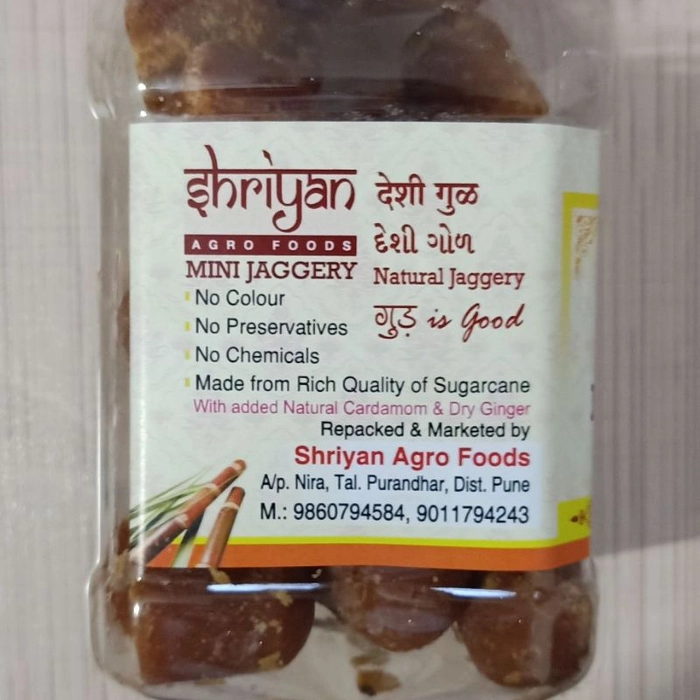 shriyan
AGRO FOODS
MINI JAGGERY
No Colour
No Preservatives
No Chemicals
Made from Rich Quality of Sugarcane
देशी गुळ
દેશી ગોળ
Natural Jaggery
गुड़ is Good
With added Natural Cardamom & Dry Ginger
Repacked & Marketed by
Shriyan Agro Foods
A/p. Nira, Tal. Purandhar, Dist. Pune
M.: 9860794584, 9011794243